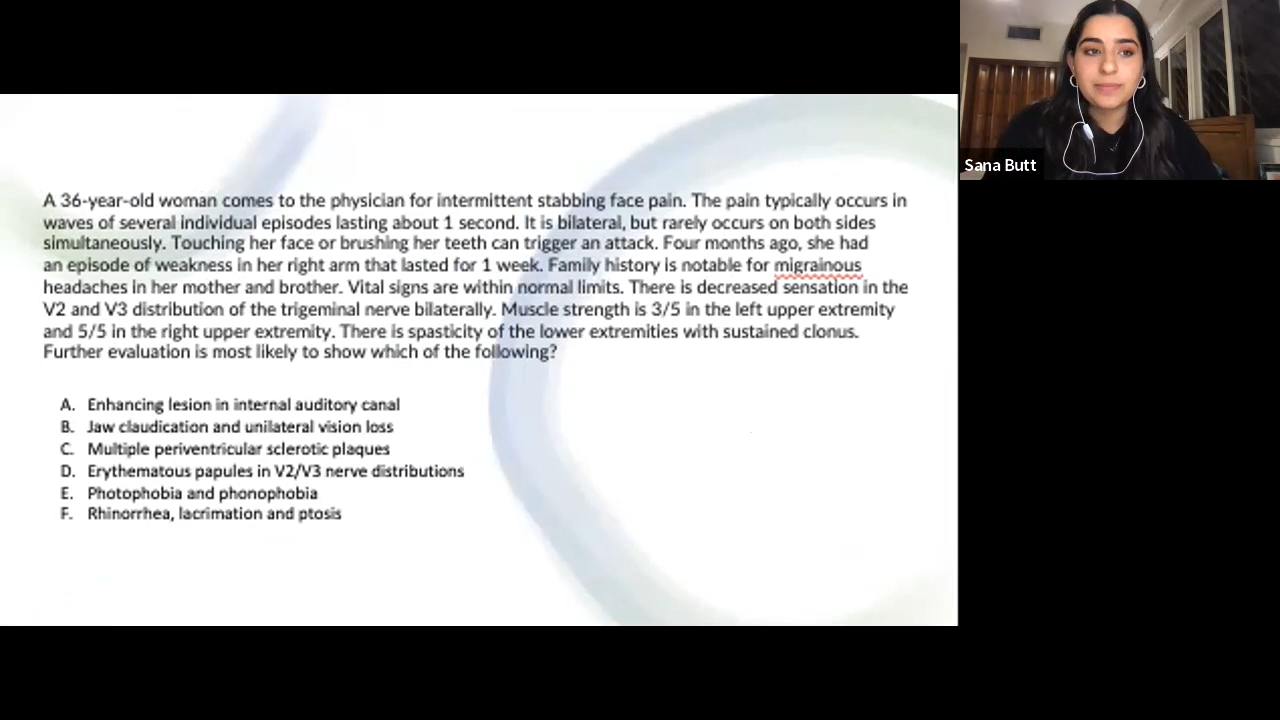 A 36-year-old woman comes to the physician for intermittent stabbing face pain. The pain typically occurs in
waves of several individual episodes lasting about 1 second. It is bilateral, but rarely occurs on both sides
simultaneously. Touching her face or brushing her teeth can trigger an attack. Four months ago, she had
an episode of weakness in her right arm that lasted for 1 week. Family history is notable for migrainous
headaches in her mother and brother. Vital signs are within normal limits. There is decreased sensation in the
V2 and V3 distribution of the trigeminal nerve bilaterally. Muscle strength is 3/5 in the left upper extremity
and 5/5 in the right upper extremity. There is spasticity of the lower extremities with sustained clonus.
Further evaluation is most likely to show which of the following?
A. Enhancing lesion in internal auditory canal
B. Jaw claudication and unilateral vision loss
C. Multiple periventricular sclerotic plaques
D. Erythematous papules in V2/V3 nerve distributions
E. Photophobia and phonophobia
F. Rhinorrhea, lacrimation and ptosis
Sana Butt